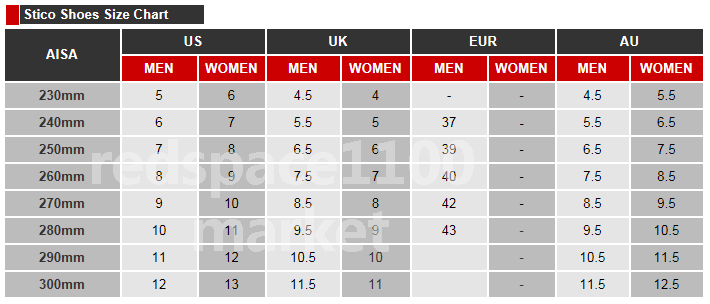 Stico Shoes Size Chart
AISA US UK EUR AU
MEN WOMEN MEN WOMEN MEN WOMEN MEN WOMEN
230mm 5 6 4.5 4 - - 4.5 5.5
240mm 6 7 5.5 5 37 - 5.5 6.5
250mm 7 8 6.5 6 39 - 6.5 7.5
260mm 8 9 7.5 7 40 - 7.5 8.5
270mm 9 10 8.5 8 42 - 8.5 9.5
280mm 10 11 9.5 9 43 - 9.5 10.5
290mm 11 12 10.5 10 - 10.5 11.5
300mm 12 13 11.5 11 - 11.5 12.5
redspace1100
market